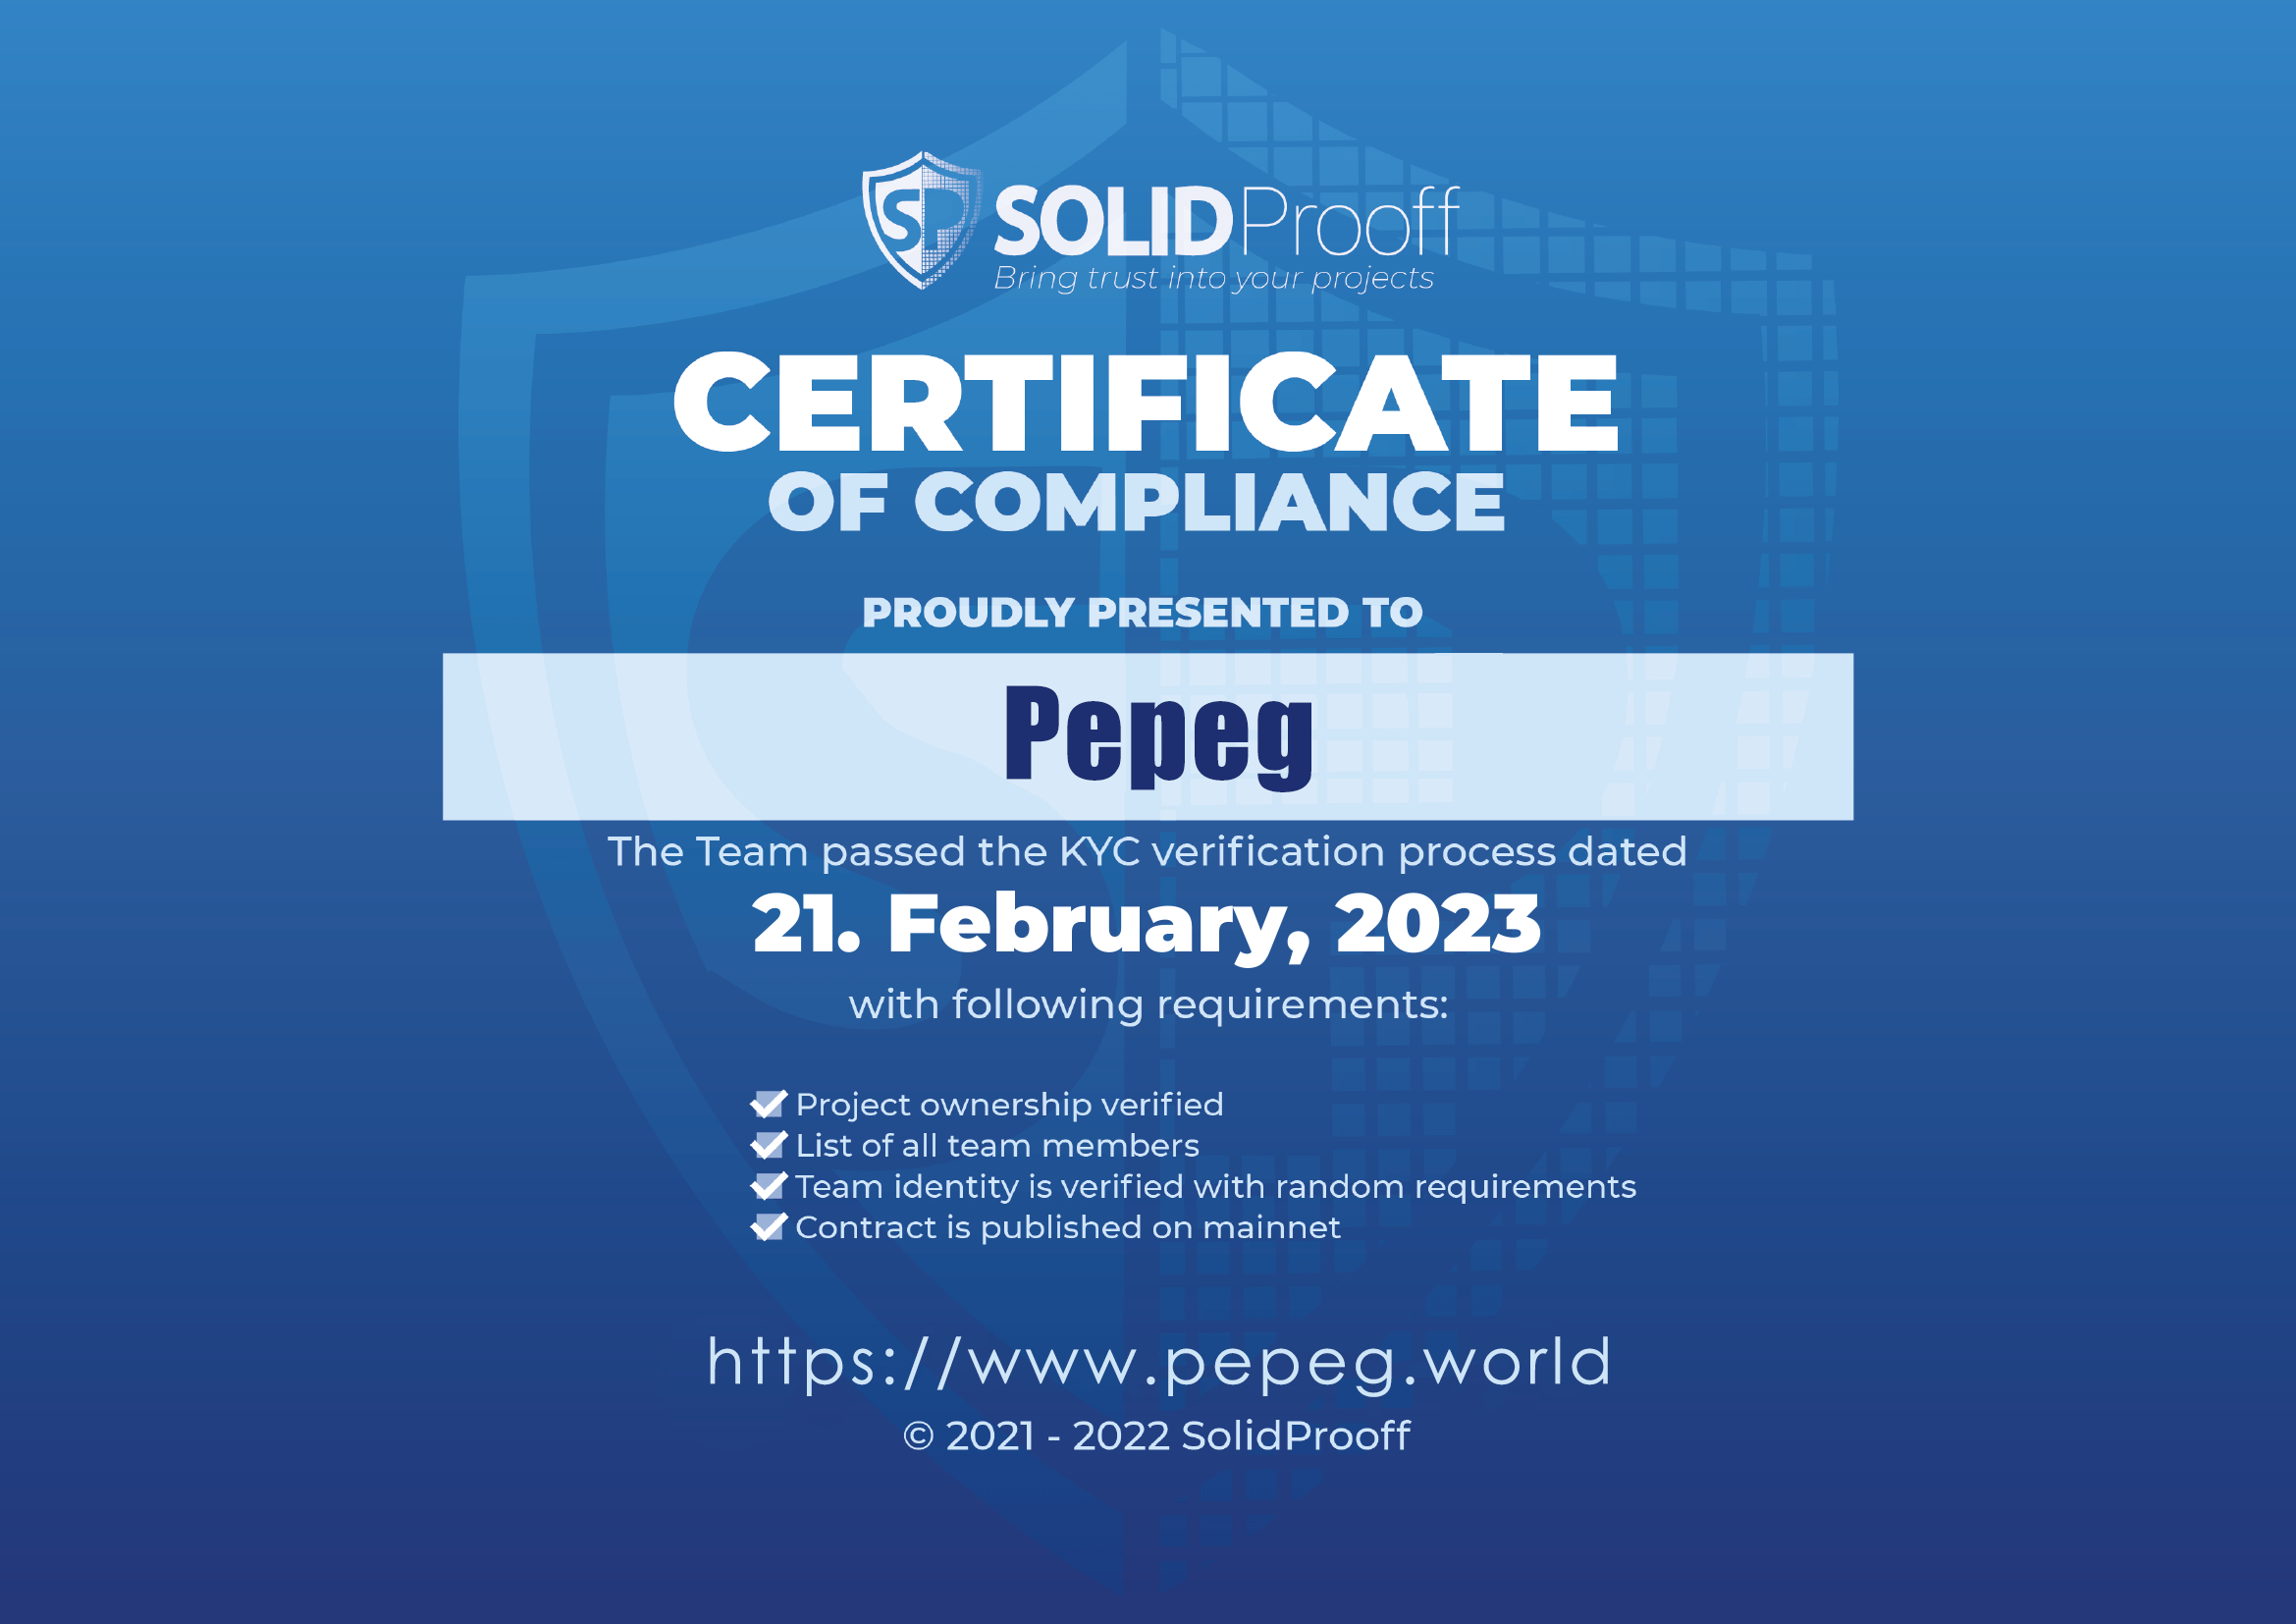 SP SOLIDProoff
Bring trust into your projects
CERTIFICATE
OF COMPLIANCE
PROUDLY PRESENTED TO
Pepeg
The Team passed the KYC verification process dated
21. February, 2023
with following requirements:
Project ownership verified
List of all team members
Team identity is verified with random requirements
Contract is published on mainnet
https://www.pepeg.world
© 2021 - 2022 SolidProoff